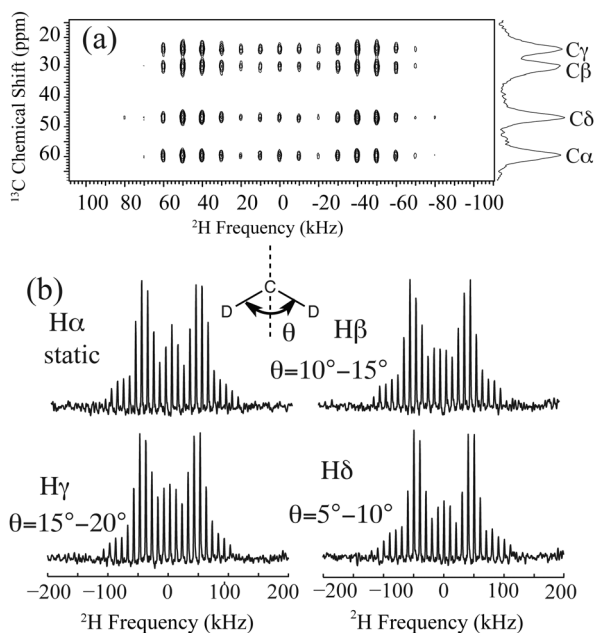 (a)
¹³C Chemical Shift (ppm)
20
30
40
50
60
Cγ
Cβ
Cδ
Cα
100 80 60 40 20 0 -20 -40 -60 -80 -100
²H Frequency (kHz)
(b)
Hα
static
C
D D
θ
Hβ
θ=10°−15°
Hγ
θ=15°−20°
Hδ
θ=5°−10°
−200 −100 0 100 200
−200 −100 0 100 200
²H Frequency (kHz)
²H Frequency (kHz)